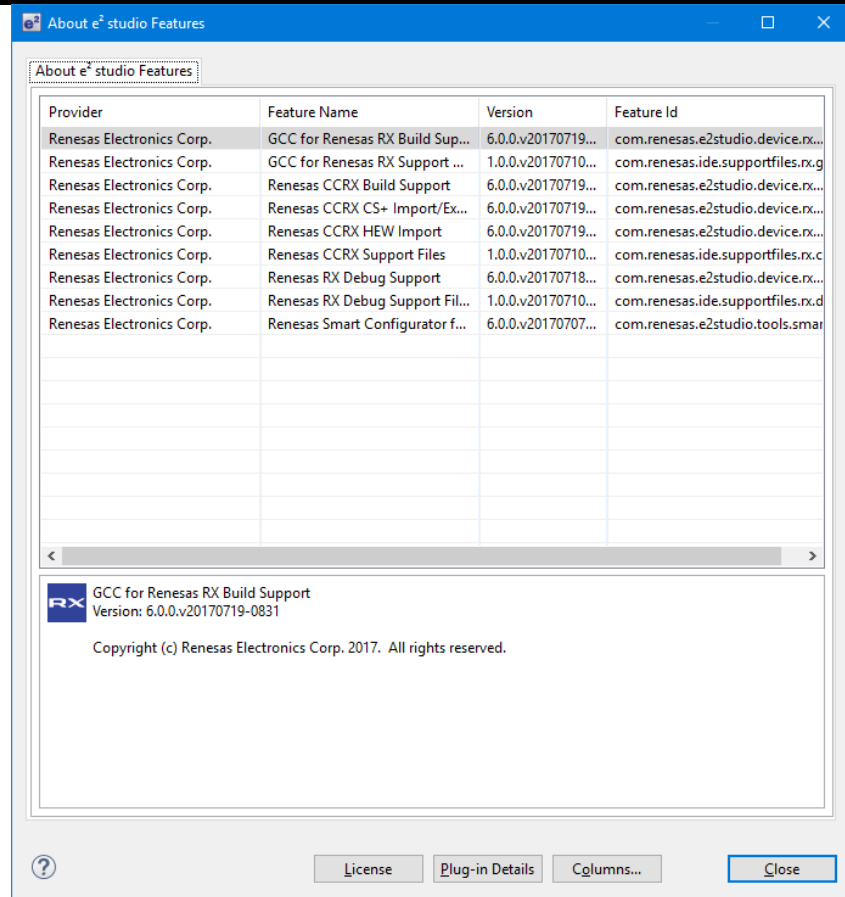 e² About e² studio Features
About e² studio Features
Provider Feature Name Version Feature Id
Renesas Electronics Corp. GCC for Renesas RX Build Sup... 6.0.0.v20170719... com.renesas.e2studio.device.rx...
Renesas Electronics Corp. GCC for Renesas RX Support ... 1.0.0.v20170710... com.renesas.ide.supportfiles.rx.g
Renesas Electronics Corp. Renesas CCRX Build Support 6.0.0.v20170719... com.renesas.e2studio.device.rx...
Renesas Electronics Corp. Renesas CCRX CS+ Import/Ex... 6.0.0.v20170719... com.renesas.e2studio.device.rx...
Renesas Electronics Corp. Renesas CCRX HEW Import 6.0.0.v20170719... com.renesas.e2studio.device.rx...
Renesas Electronics Corp. Renesas CCRX Support Files 1.0.0.v20170710... com.renesas.ide.supportfiles.rx.c
Renesas Electronics Corp. Renesas RX Debug Support 6.0.0.v20170718... com.renesas.e2studio.device.rx...
Renesas Electronics Corp. Renesas RX Debug Support Fil... 1.0.0.v20170710... com.renesas.ide.supportfiles.rx.d
Renesas Electronics Corp. Renesas Smart Configurator f... 6.0.0.v20170707... com.renesas.e2studio.tools.smar
RX GCC for Renesas RX Build Support
Version: 6.0.0.v20170719-0831
Copyright (c) Renesas Electronics Corp. 2017. All rights reserved.
? License Plug-in Details Columns... Close